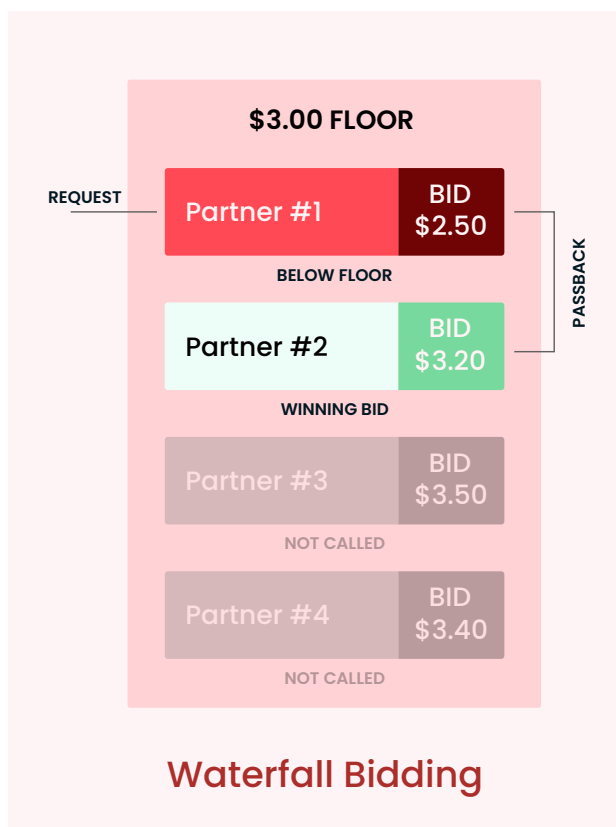 $3.00 FLOOR
REQUEST
Partner #1
BID
$2.50
BELOW FLOOR
PASSBACK
Partner #2
BID
$3.20
WINNING BID
Partner #3
BID
$3.50
NOT CALLED
Partner #4
BID
$3.40
NOT CALLED
Waterfall Bidding